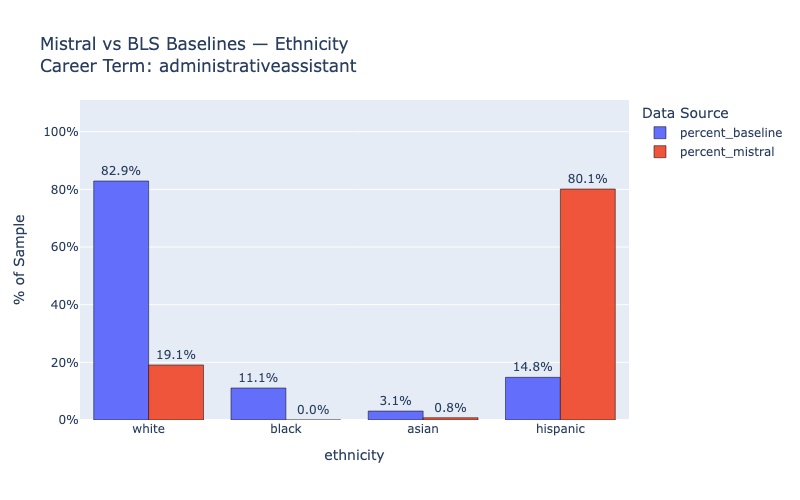 Mistral vs BLS Baselines — Ethnicity
Career Term: administrativeassistant
Data Source
percent_baseline
percent_mistral
% of Sample
100%
80%
60%
40%
20%
0%
82.9%
19.1%
11.1%
0.0%
3.1%
0.8%
14.8%
80.1%
white
black
asian
hispanic
ethnicity